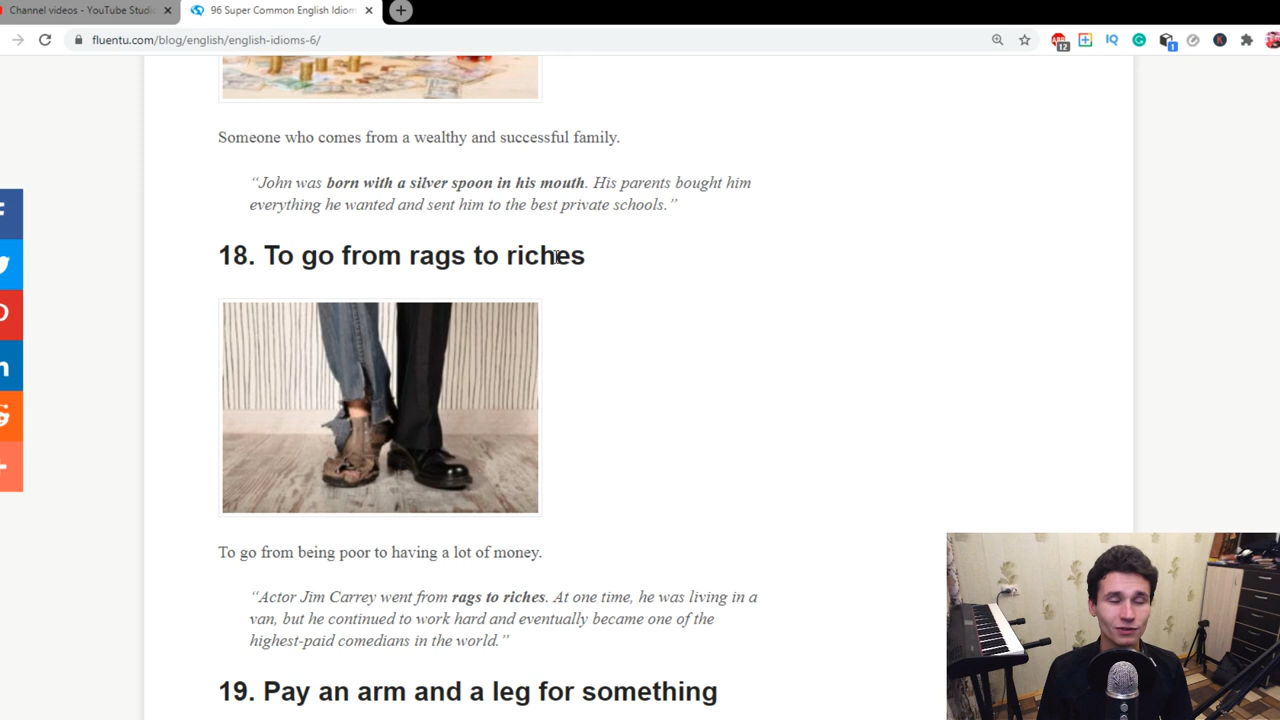 Channel videos - YouTube Studi
96 Super Common English Idiom
fluentu.com/blog/english/english-idioms-6/
12
IQ
1
Someone who comes from a wealthy and successful family.
“John was born with a silver spoon in his mouth. His parents bought him
everything he wanted and sent him to the best private schools.”
18. To go from rags to riches
To go from being poor to having a lot of money.
“Actor Jim Carrey went from rags to riches. At one time, he was living in a
van, but he continued to work hard and eventually became one of the
highest-paid comedians in the world.”
19. Pay an arm and a leg for something